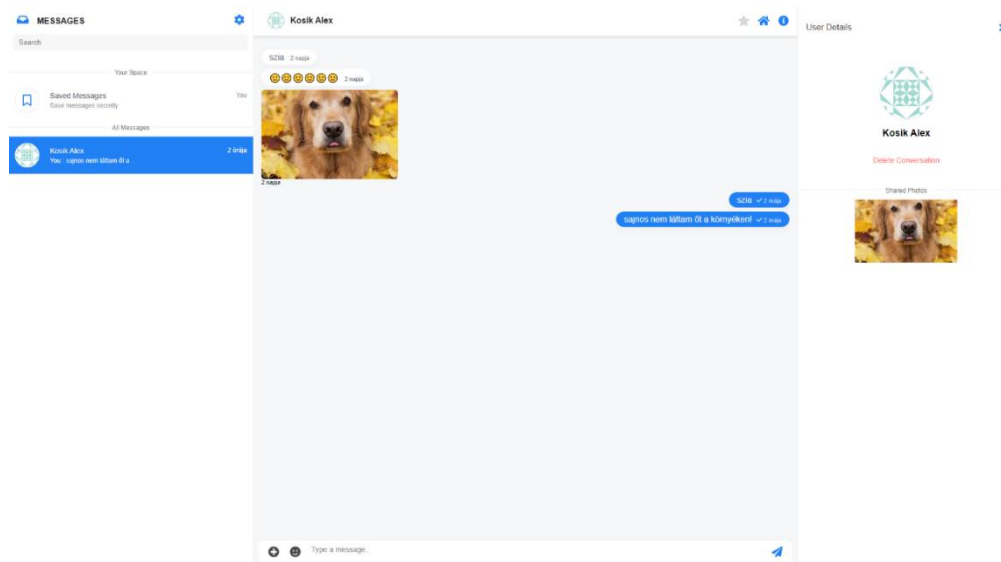 MESSAGES
Search
Your Space
Saved Messages
You
Save messages secretly
All Messages
Kosik Alex
2 órája
You : sajnos nem láttam őt a ..
Kosik Alex
SZIB 2 napja
2 napja
2 napja
SZIB 2 órája
sajnos nem láttam őt a környéken! 2 órája
Type a message..
User Details
Kosik Alex
Delete Conversation
Shared Photos